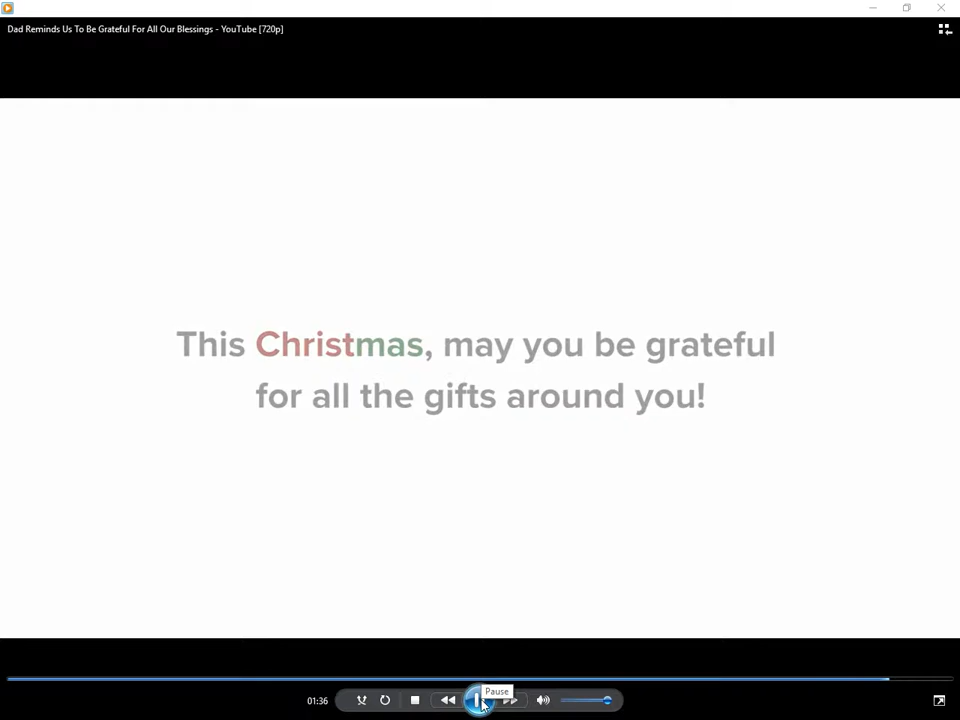 Dad Reminds Us To Be Grateful For All Our Blessings - YouTube [720p]
This Christmas, may you be grateful
for all the gifts around you!
01:36
Pause